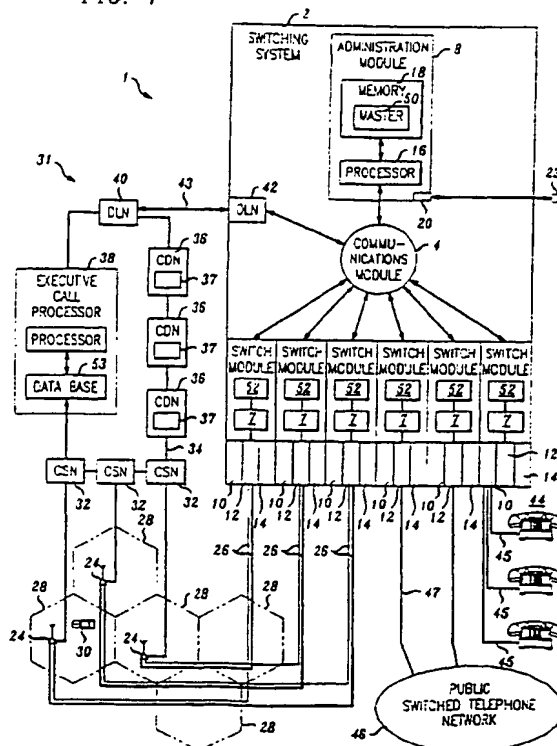 2
SWITCHING
SYSTEM
ADMINISTRATION
MODULE
8
18
MEMORY
50
MASTER
16
PROCESSOR
1
31
40
DLN
43
42
DLN
20
23
4
COMMU-
NICATIONS
MODULE
38
EXECUTIVE
CALL
PROCESSOR
PROCESSOR
53
DATA BASE
36
CDN
37
36
CDN
37
36
CDN
37
34
SWITCH MODULE SWITCH MODULE SWITCH MODULE SWITCH MODULE SWITCH MODULE SWITCH MODULE
52 52 52 52 52 52
7 7 7 7 7 7
12
14
CSN CSN CSN
32 32 32
10 12 14 10 12 14 10 12 14 10 12 14 10 12 14 10
44
28
24
26 26 26
45
28
28
28
47
45
24
30
24
45
28
PUBLIC
SWITCHED TELEPHONE
NETWORK
46